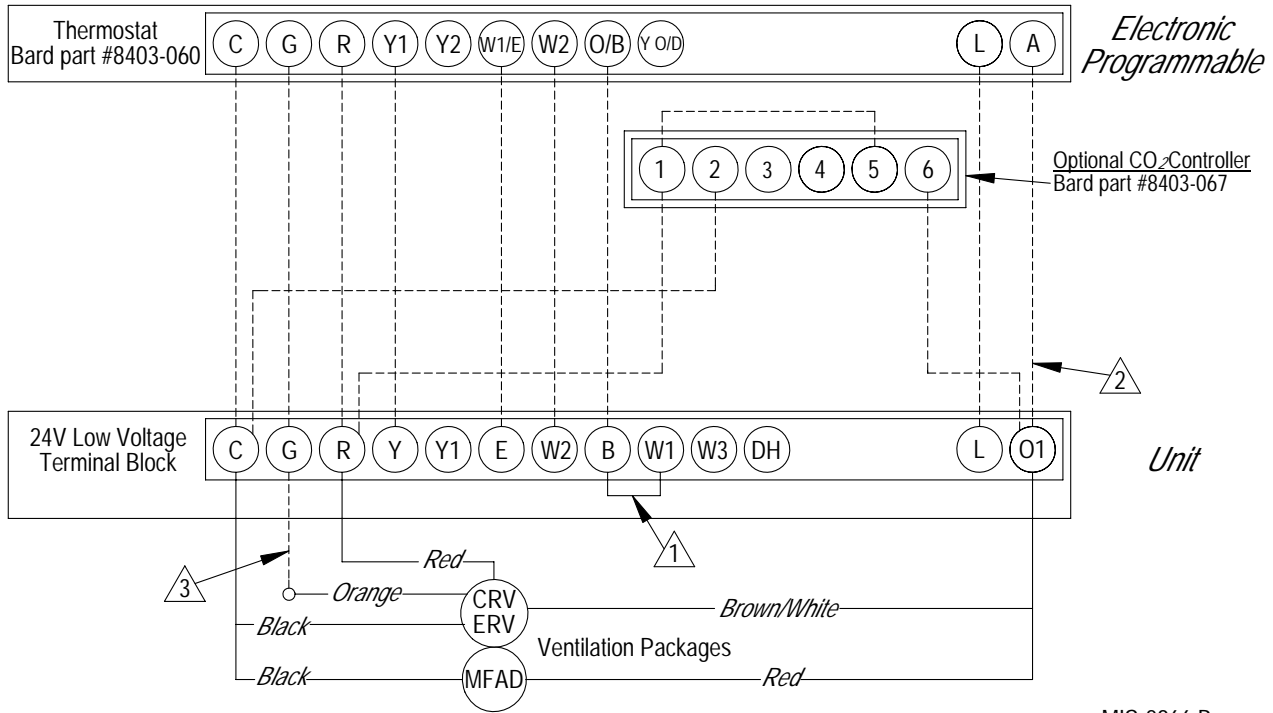 Thermostat
Bard part #8403-060
C G R Y1 Y2 W1/E W2 O/B Y O/D L A
Electronic
Programmable
1 2 3 4 5 6
Optional CO2Controller
Bard part #8403-067
2
24V Low Voltage
Terminal Block
C G R Y Y1 E W2 B W1 W3 DH L O1
Unit
1
3
Red
Orange
CRV
ERV
Brown/White
Black
Ventilation Packages
Black
MFAD
Red